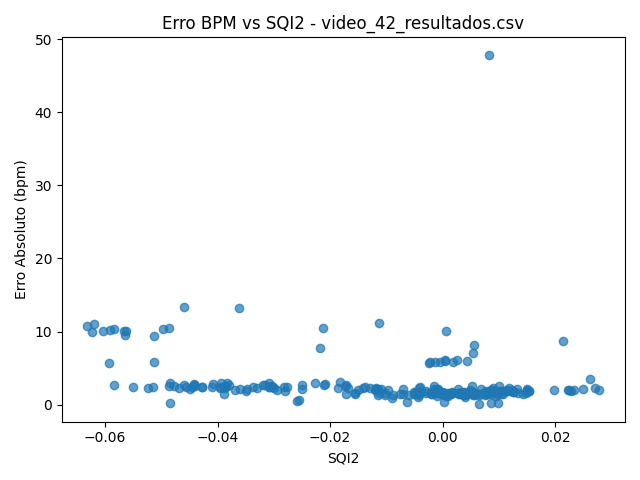 Erro BPM vs SQI2 - video_42_resultados.csv
Erro Absoluto (bpm)
50
40
30
20
10
0
−0.06 −0.04 −0.02 0.00 0.02
SQI2